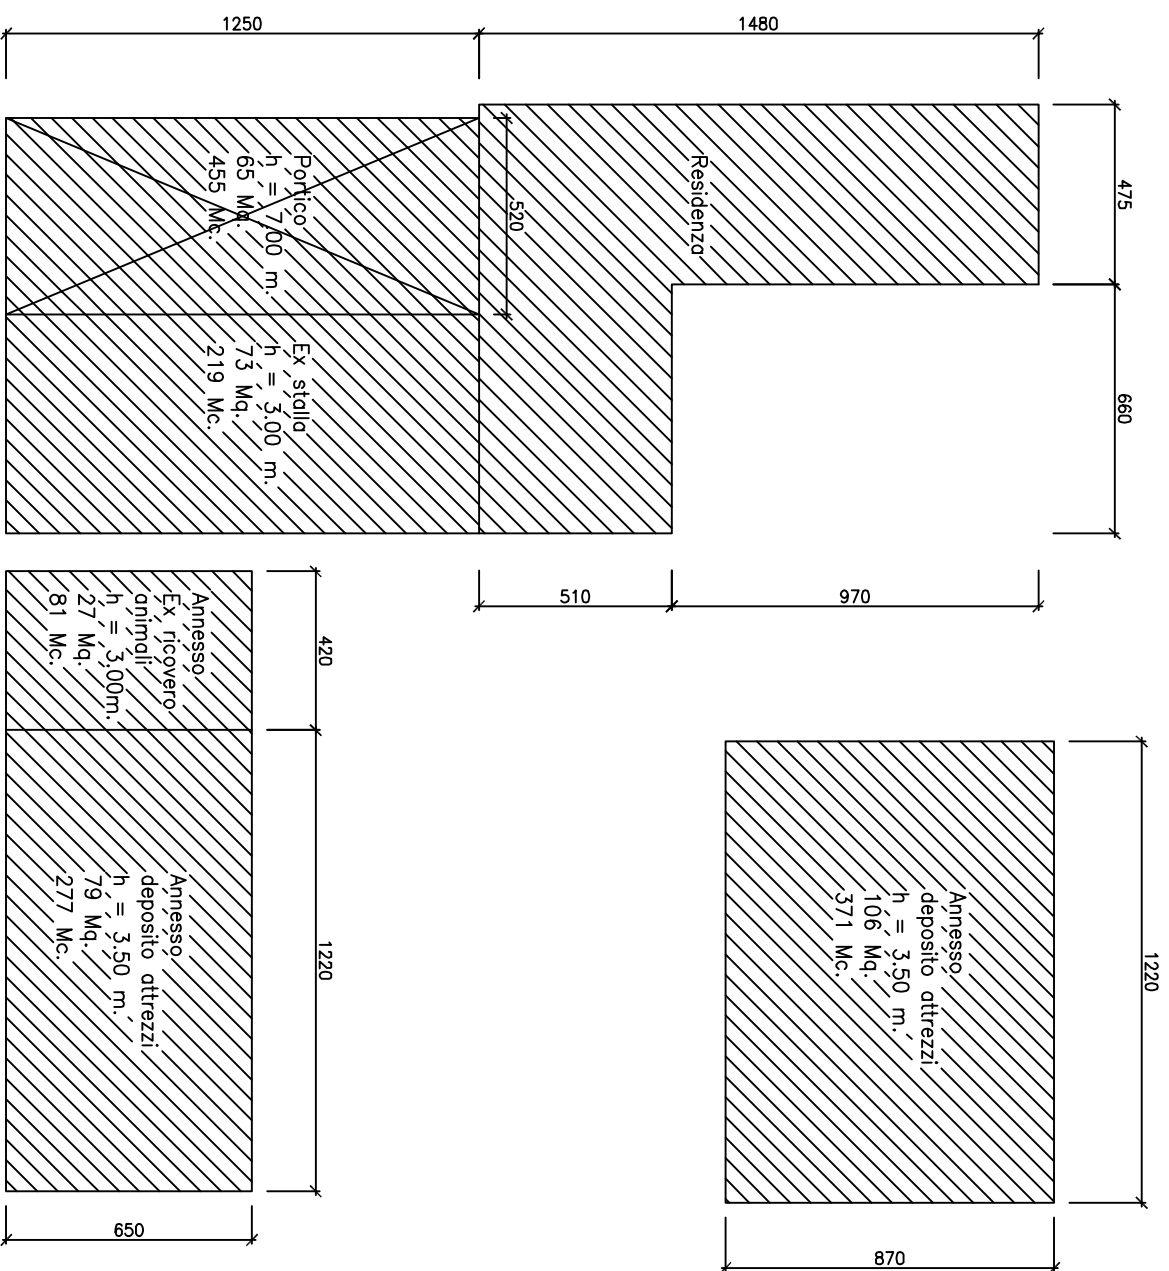 1250
1480
475
660
520
Residenza
Portico
h = 7.00 m.
65 Mq.
455 Mc.
Ex stalla
h = 3.00 m.
73 Mq.
219 Mc.
510
970
Annesso
Ex ricovero
animali
h = 3.00m.
27 Mq.
81 Mc.
420
1220
Annesso
deposito attrezzi
h = 3.50 m.
79 Mq.
277 Mc.
650
Annesso
deposito attrezzi
h = 3.50 m.
106 Mq.
371 Mc.
1220
870